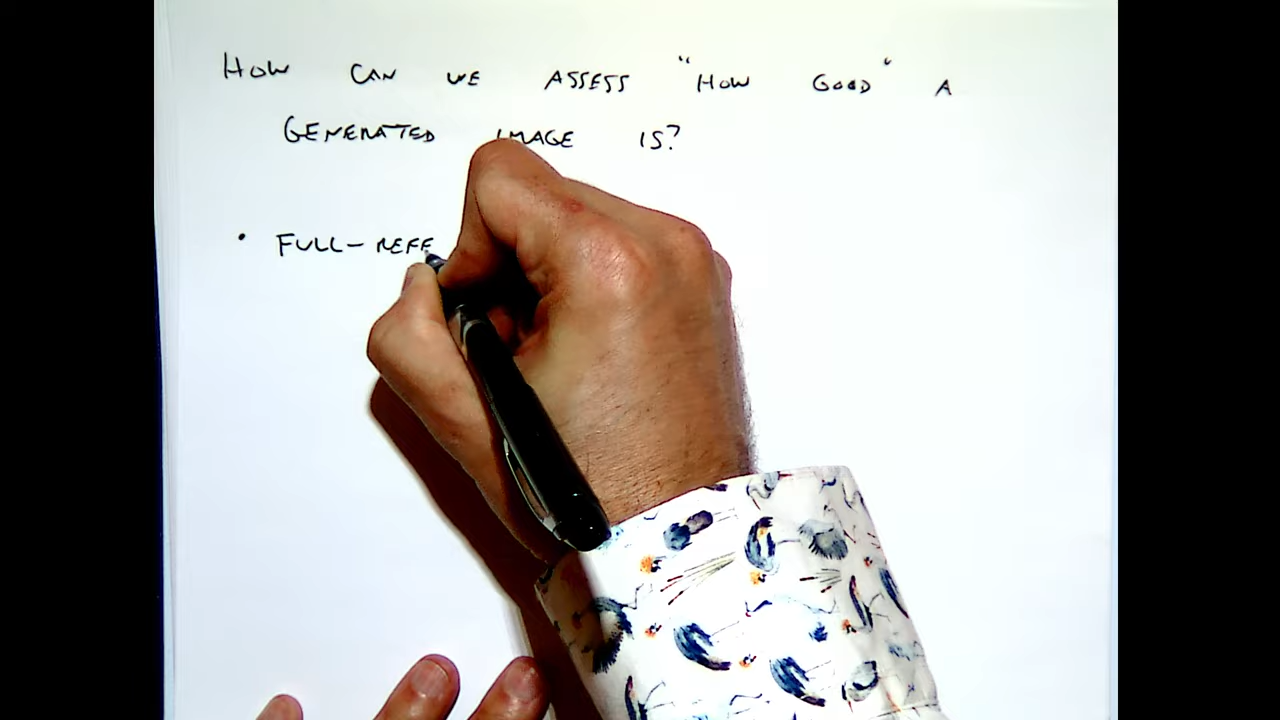 HOW CAN WE ASSESS "HOW GOOD" A
GENERATED IMAGE IS?
• FULL-REFE